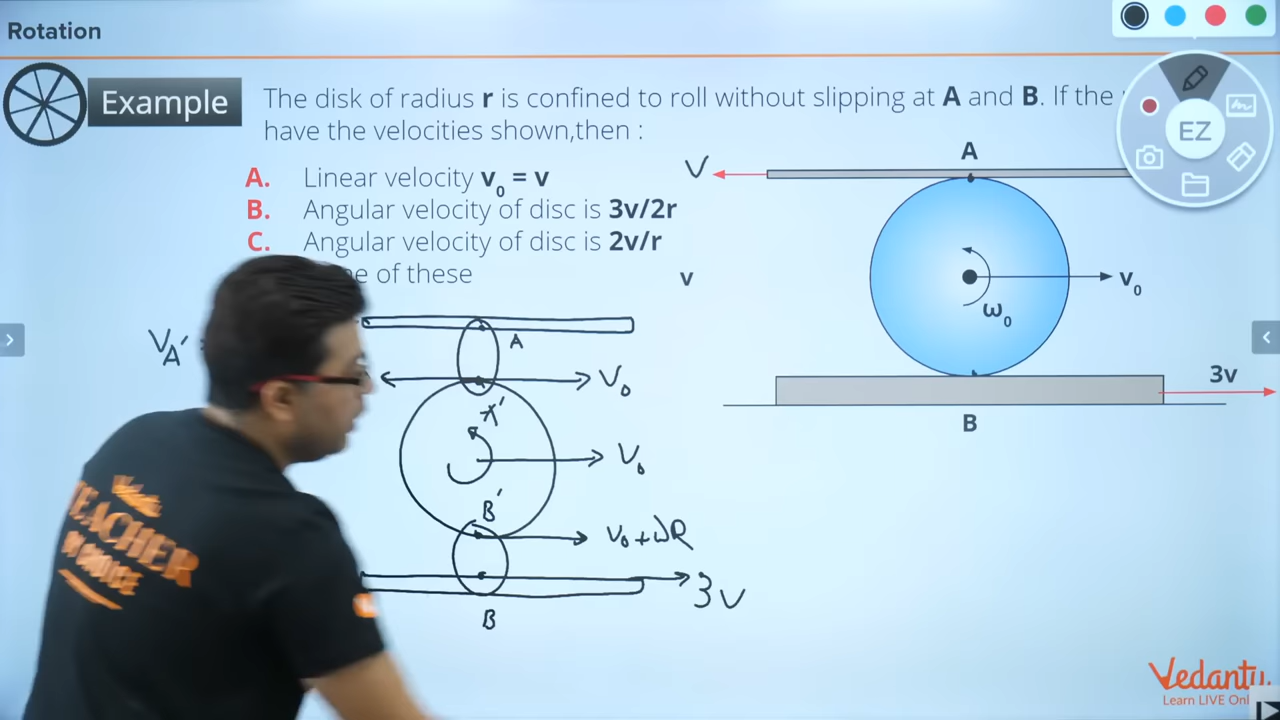 Rotation
Example
The disk of radius r is confined to roll without slipping at A and B. If the
have the velocities shown,then :
A. Linear velocity v₀ = v
B. Angular velocity of disc is 3v/2r
C. Angular velocity of disc is 2v/r
of these
v
EZ
A
V
v₀
ω₀
3v
B
V_A'
A
V₀
A'
V₀
B'
V₀+ωR
3V
B
TEACHER
Vedantu
Learn LIVE Onl